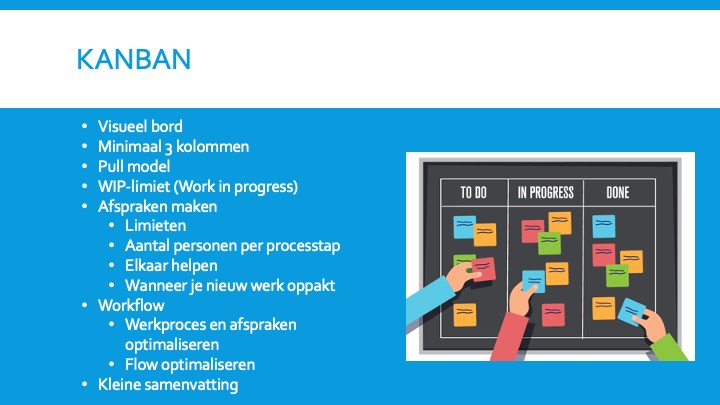 KANBAN
• Visueel bord
• Minimaal 3 kolommen
• Pull model
• WIP-limiet (Work in progress)
• Afspraken maken
• Limieten
• Aantal personen per processtap
• Elkaar helpen
• Wanneer je nieuw werk oppakt
• Workflow
• Werkproces en afspraken
optimaliseren
• Flow optimaliseren
• Kleine samenvatting
TO DO
IN PROGRESS
DONE